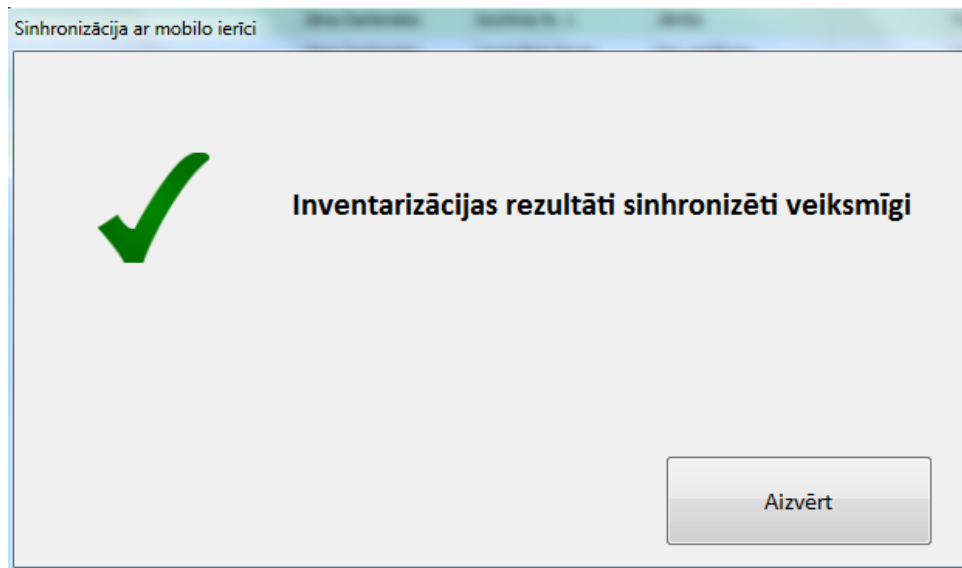 Sinhronizācija ar mobilo ierīci
Inventarizācijas rezultāti sinhronizēti veiksmīgi
Aizvērt